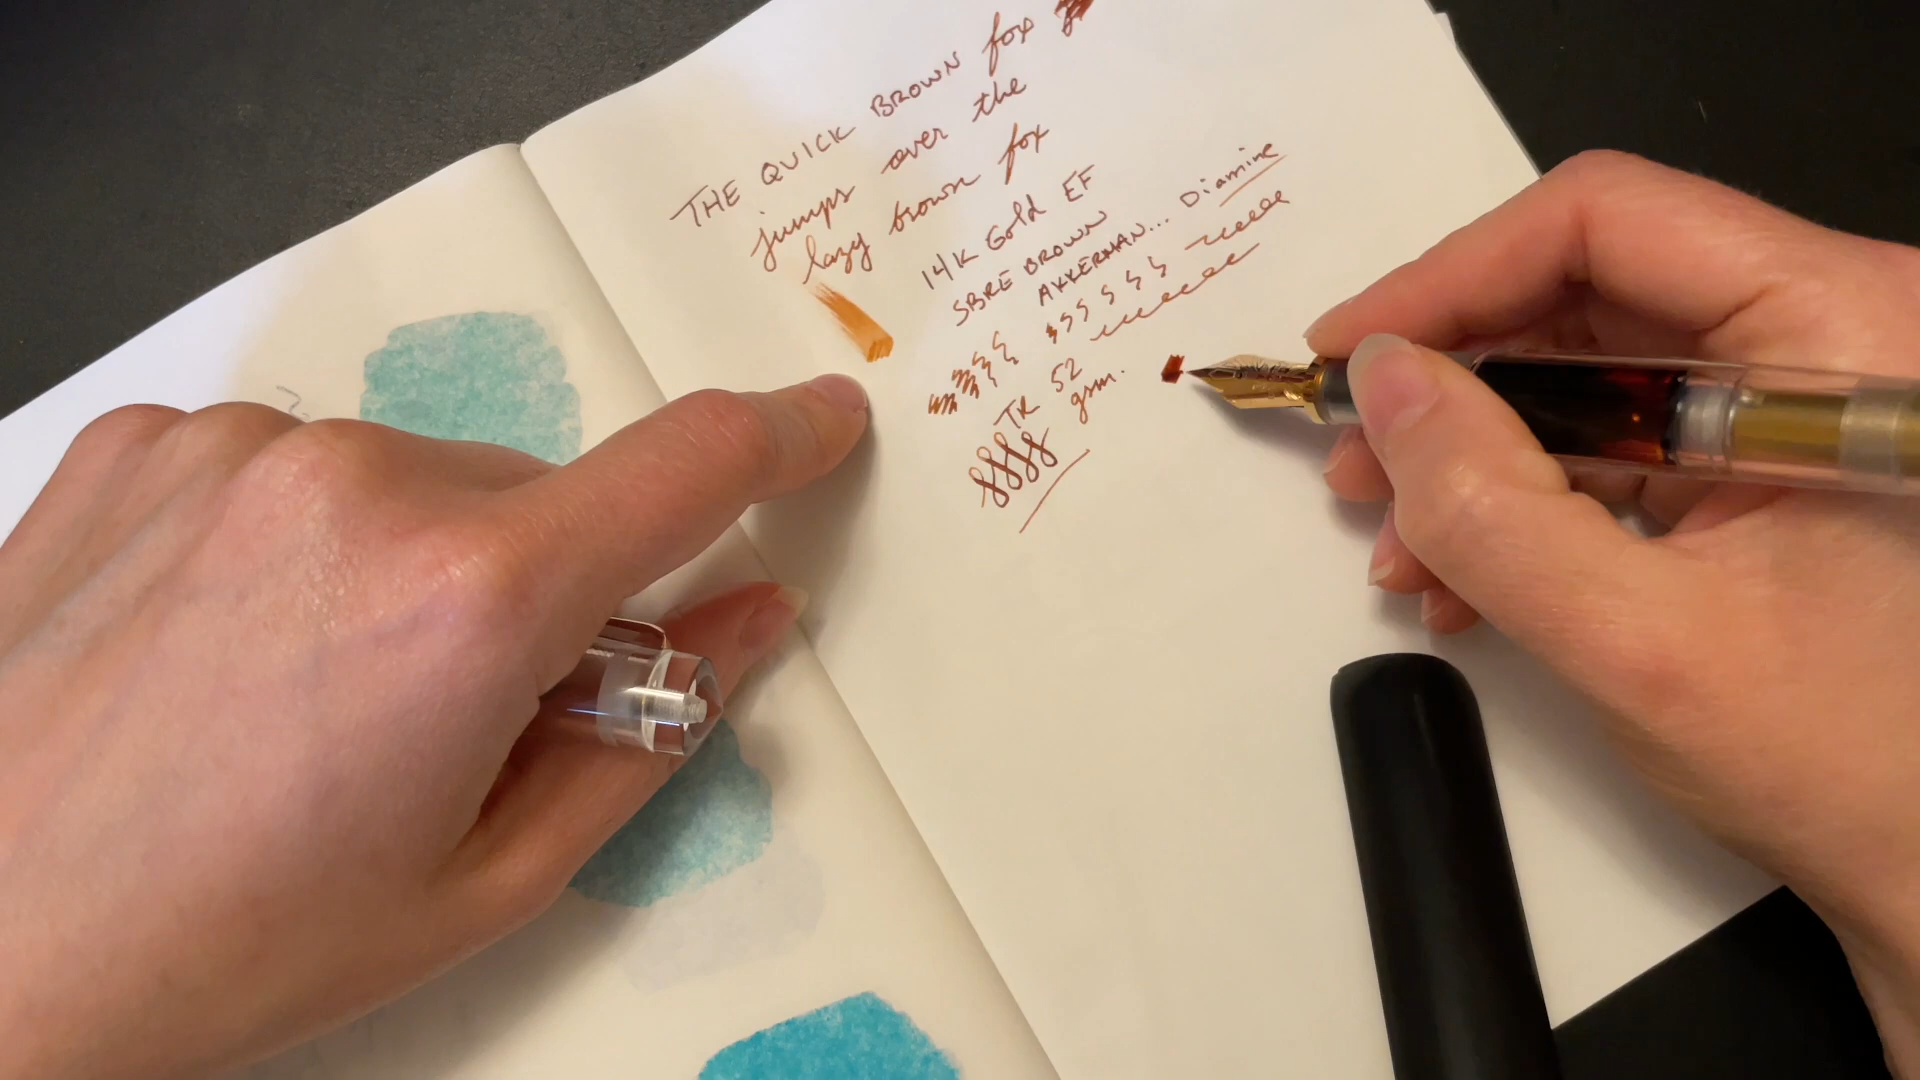 THE QUICK BROWN fox
jumps over the
lazy brown fox
14K Gold EF
SBRE BROWN
AKKERMAN... Diamine
TR 52
gsm.